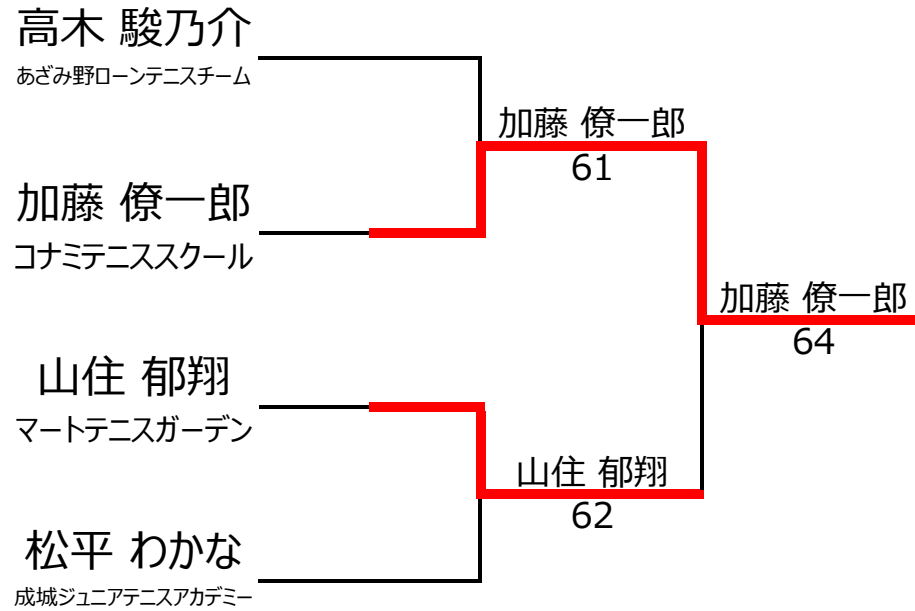 高木 駿乃介
あざみ野ローンテニスチーム
加藤 僚一郎
61
加藤 僚一郎
コナミテニススクール
加藤 僚一郎
64
山住 郁翔
マートテニスガーデン
山住 郁翔
62
松平 わかな
成城ジュニアテニスアカデミー